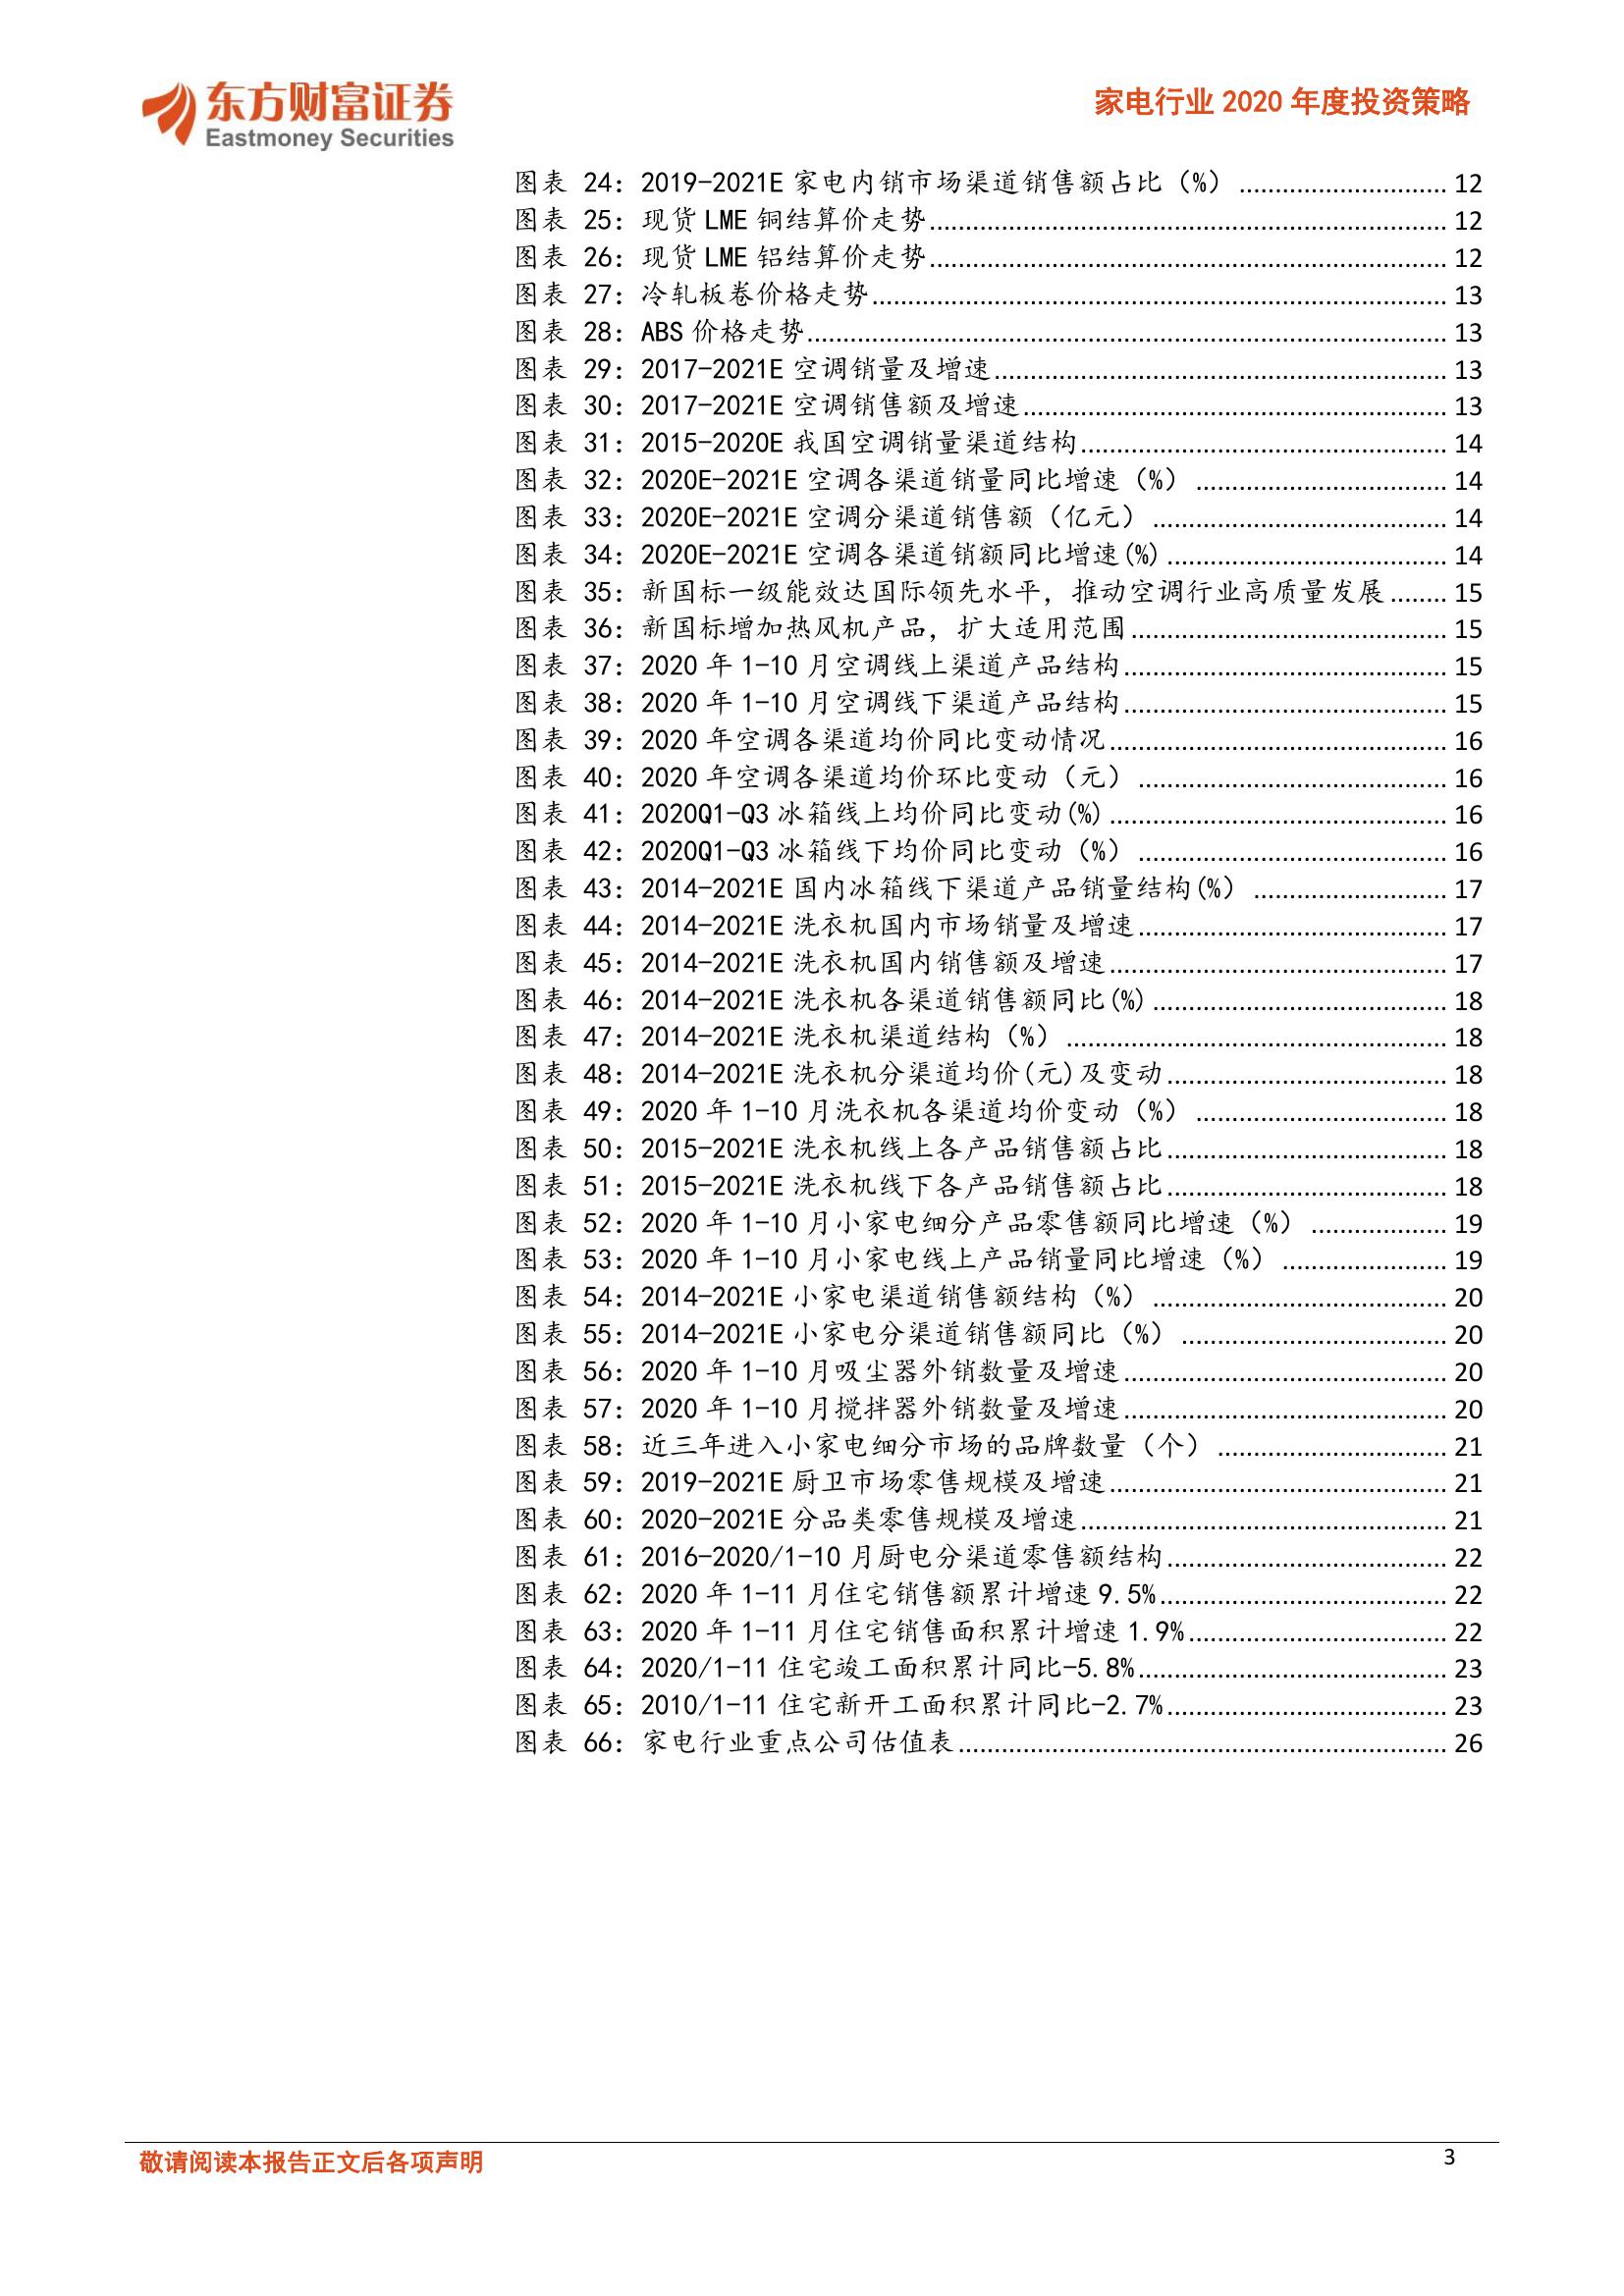 东方财富证券
Eastmoney Securities
家电行业 2020 年度投资策略
图表 24：2019-2021E 家电内销市场渠道销售额占比（%）............................. 12
图表 25：现货 LME 铜结算价走势........................................................................ 12
图表 26：现货 LME 铝结算价走势........................................................................ 12
图表 27：冷轧板卷价格走势................................................................................ 13
图表 28：ABS 价格走势......................................................................................... 13
图表 29：2017-2021E 空调销量及增速............................................................... 13
图表 30：2017-2021E 空调销售额及增速........................................................... 13
图表 31：2015-2020E 我国空调销量渠道结构................................................... 14
图表 32：2020E-2021E 空调各渠道销量同比增速（%）................................... 14
图表 33：2020E-2021E 空调分渠道销售额（亿元）......................................... 14
图表 34：2020E-2021E 空调各渠道销额同比增速(%)....................................... 14
图表 35：新国标一级能效达国际领先水平，推动空调行业高质量发展........ 15
图表 36：新国标增加热风机产品，扩大适用范围............................................ 15
图表 37：2020 年 1-10 月空调线上渠道产品结构............................................. 15
图表 38：2020 年 1-10 月空调线下渠道产品结构............................................. 15
图表 39：2020 年空调各渠道均价同比变动情况............................................... 16
图表 40：2020 年空调各渠道均价环比变动（元）........................................... 16
图表 41：2020Q1-Q3 冰箱线上均价同比变动(%)............................................... 16
图表 42：2020Q1-Q3 冰箱线下均价同比变动（%）........................................... 16
图表 43：2014-2021E 国内冰箱线下渠道产品销量结构(%）........................... 17
图表 44：2014-2021E 洗衣机国内市场销量及增速........................................... 17
图表 45：2014-2021E 洗衣机国内销售额及增速............................................... 17
图表 46：2014-2021E 洗衣机各渠道销售额同比(%)......................................... 18
图表 47：2014-2021E 洗衣机渠道结构（%）..................................................... 18
图表 48：2014-2021E 洗衣机分渠道均价(元)及变动....................................... 18
图表 49：2020 年 1-10 月洗衣机各渠道均价变动（%）................................... 18
图表 50：2015-2021E 洗衣机线上各产品销售额占比....................................... 18
图表 51：2015-2021E 洗衣机线下各产品销售额占比....................................... 18
图表 52：2020 年 1-10 月小家电细分产品零售额同比增速（%）................... 19
图表 53：2020 年 1-10 月小家电线上产品销量同比增速（%）....................... 19
图表 54：2014-2021E 小家电渠道销售额结构（%）......................................... 20
图表 55：2014-2021E 小家电分渠道销售额同比（%）..................................... 20
图表 56：2020 年 1-10 月吸尘器外销数量及增速............................................. 20
图表 57：2020 年 1-10 月搅拌器外销数量及增速............................................. 20
图表 58：近三年进入小家电细分市场的品牌数量（个）................................ 21
图表 59：2019-2021E 厨卫市场零售规模及增速............................................... 21
图表 60：2020-2021E 分品类零售规模及增速................................................... 21
图表 61：2016-2020/1-10 月厨电分渠道零售额结构....................................... 22
图表 62：2020 年 1-11 月住宅销售额累计增速 9.5%........................................ 22
图表 63：2020 年 1-11 月住宅销售面积累计增速 1.9%.................................... 22
图表 64：2020/1-11 住宅竣工面积累计同比-5.8%........................................... 23
图表 65：2010/1-11 住宅新开工面积累计同比-2.7%....................................... 23
图表 66：家电行业重点公司估值表.................................................................... 26
敬请阅读本报告正文后各项声明
3